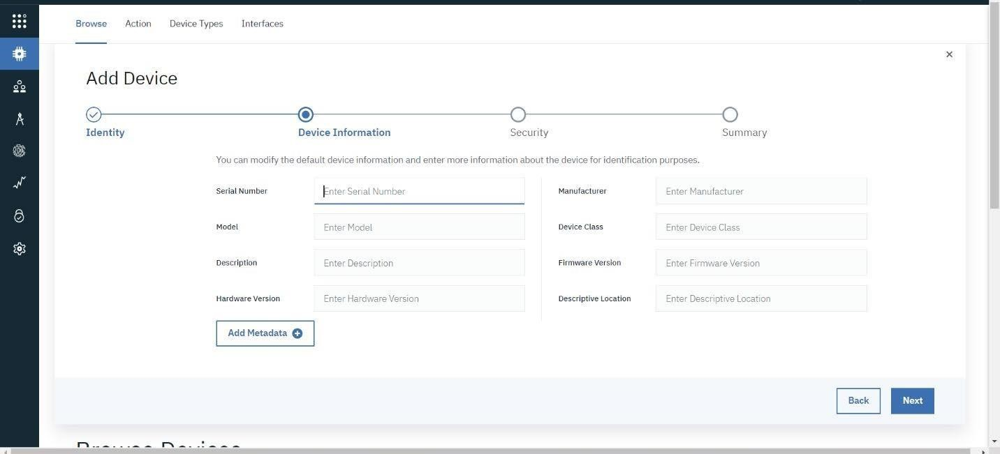 Browse Action Device Types Interfaces
Add Device
Identity Device Information Security Summary
You can modify the default device information and enter more information about the device for identification purposes.
Serial Number Enter Serial Number Manufacturer Enter Manufacturer
Model Enter Model Device Class Enter Device Class
Description Enter Description Firmware Version Enter Firmware Version
Hardware Version Enter Hardware Version Descriptive Location Enter Descriptive Location
Add Metadata
Back Next
Browse Devices